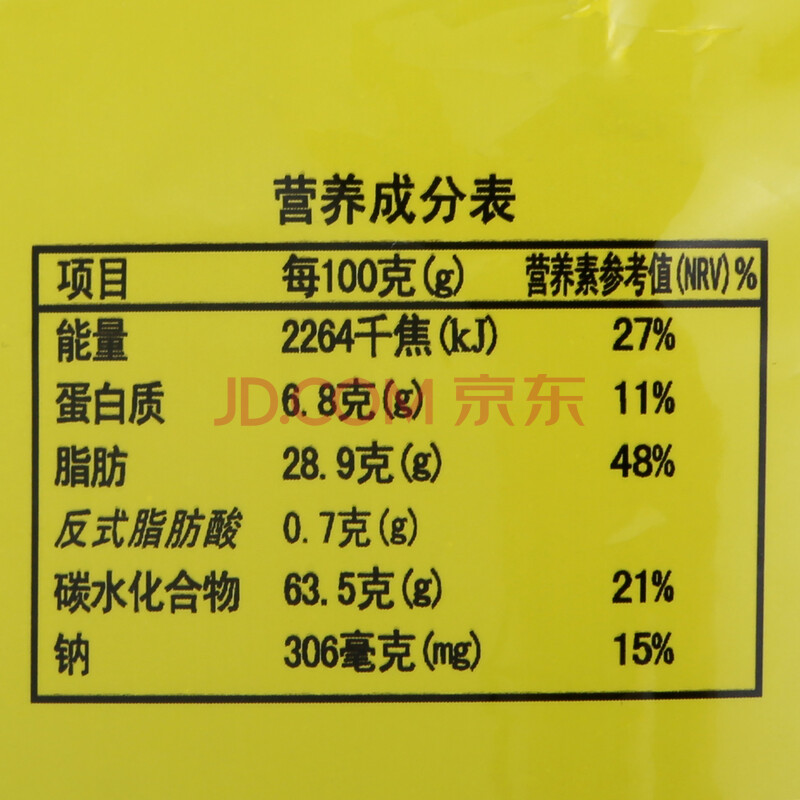 营养成分表
项目 每100克(g) 营养素参考值(NRV)%
能量 2264千焦(kJ) 27%
蛋白质 6.8克(g) 11%
JD.COM 京东
脂肪 28.9克(g) 48%
反式脂肪酸 0.7克(g)
碳水化合物 63.5克(g) 21%
钠 306毫克(mg) 15%